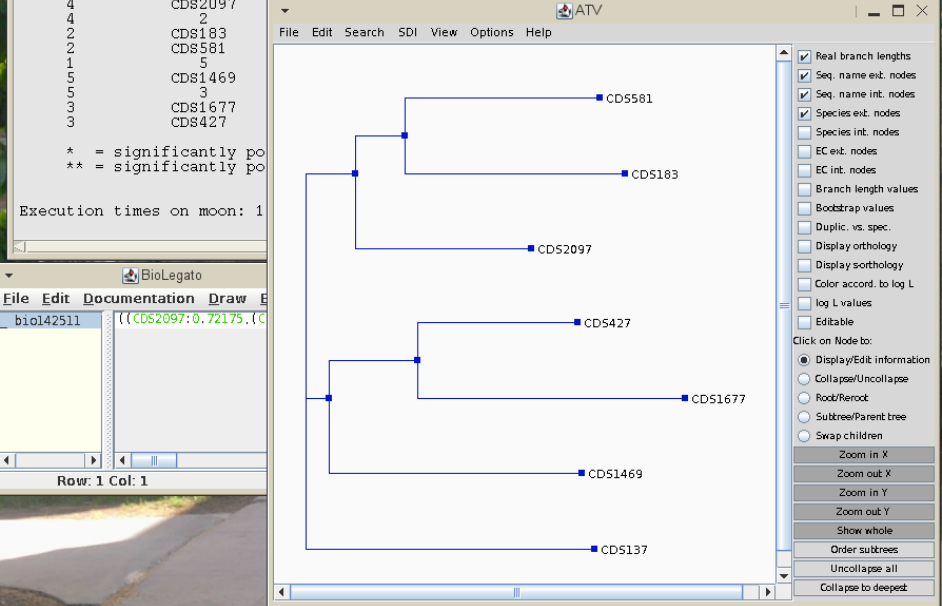 4 CDS2097
4 2
2 CDS183
2 CDS581
1 5
5 CDS1469
5 3
3 CDS1677
3 CDS427
* = significantly po
** = significantly po
Execution times on moon: 1
BioLegato
File Edit Documentation Draw E
bio142511
((CDS2097:0.72175,(C
Row: 1 Col: 1
ATV
File Edit Search SDI View Options Help
CDS581
CDS183
CDS2097
CDS427
CDS1677
CDS1469
CDS137
Real branch lengths
Seq. name ext. nodes
Seq. name int. nodes
Species ext. nodes
Species int. nodes
EC ext. nodes
EC int. nodes
Branch length values
Bootstrap values
Duplic. vs. spec.
Display orthology
Display s-orthology
Color accord. to log L
log L values
Editable
Click on Node to:
Display/Edit information
Collapse/Uncollapse
Root/Reroot
Subtree/Parent tree
Swap children
Zoom in X
Zoom out X
Zoom in Y
Zoom out Y
Show whole
Order subtrees
Uncollapse all
Collapse to deepest